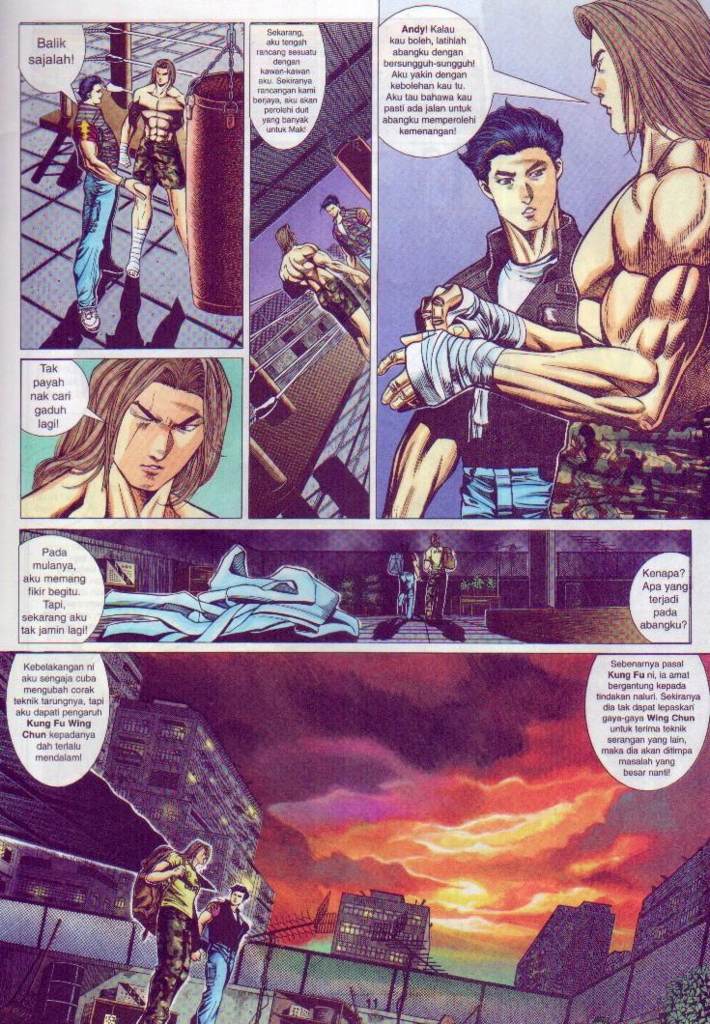 Balik
sajalah!
Sekarang,
aku tengah
rancang sesuatu
dengan
kawan-kawan
aku. Sekiranya
rancangan kami
berjaya, aku akan
perolehi duit
yang banyak
untuk Mak!
Andy! Kalau
kau boleh, latihlah
abangku dengan
bersungguh-sungguh!
Aku yakin dengan
kebolehan kau tu.
Aku tau bahawa kau
pasti ada jalan untuk
abangku memperolehi
kemenangan!
Tak
payah
nak cari
gaduh
lagi!
Pada
mulanya,
aku memang
fikir begitu.
Tapi,
sekarang aku
tak jamin lagi!
Kenapa?
Apa yang
terjadi
pada
abangku?
Kebelakangan ni
aku sengaja cuba
mengubah corak
teknik tarungnya, tapi
aku dapati pengaruh
Kung Fu Wing
Chun kepadanya
dah terlalu
mendalam!
Sebenarnya pasal
Kung Fu ni, ia amat
bergantung kepada
tindakan naluri. Sekiranya
dia tak dapat lepaskan
gaya-gaya Wing Chun
untuk terima teknik
serangan yang lain,
maka dia akan ditimpa
masalah yang
besar nanti!
11